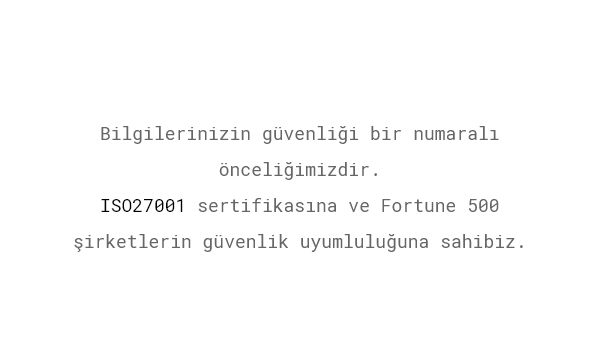 Bilgilerinizin güvenliği bir numaralı
önceliğimizdir.
ISO27001 sertifikasına ve Fortune 500
şirketlerin güvenlik uyumluluğuna sahibiz.